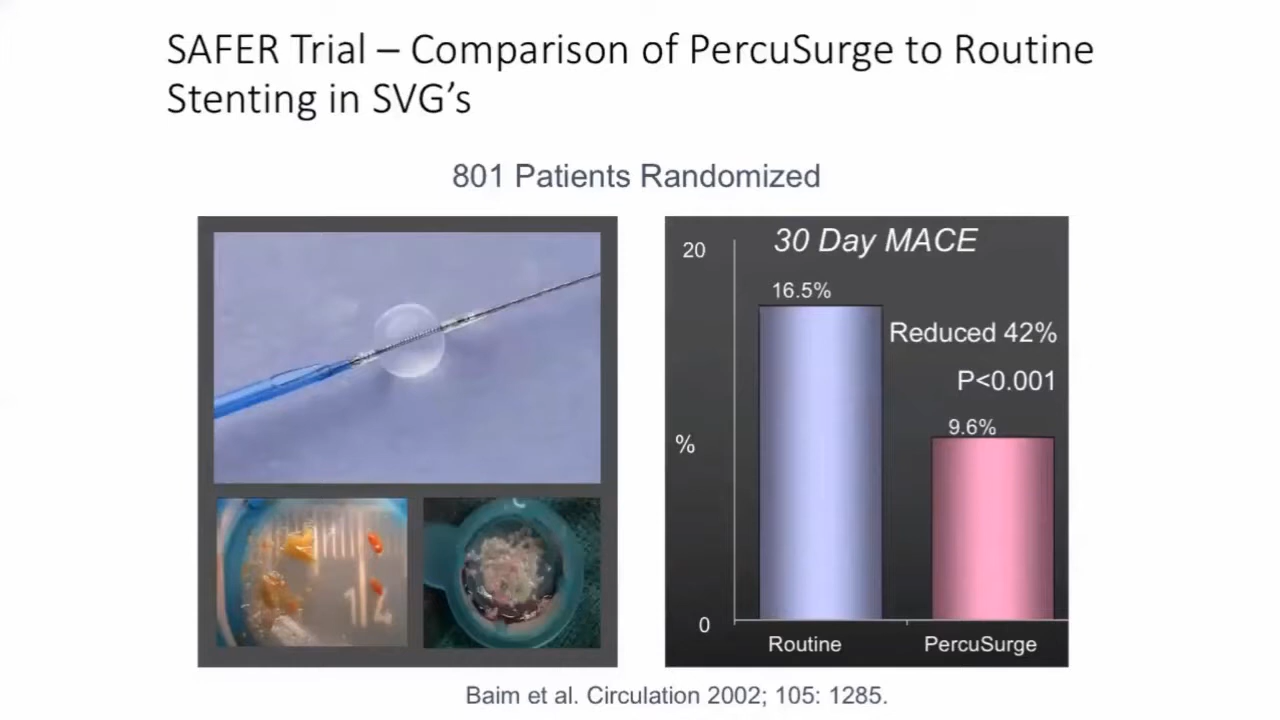 SAFER Trial – Comparison of PercuSurge to Routine
Stenting in SVG’s
801 Patients Randomized
30 Day MACE
20
16.5%
Reduced 42%
P<0.001
9.6%
%
0
Routine
PercuSurge
Baim et al. Circulation 2002; 105: 1285.